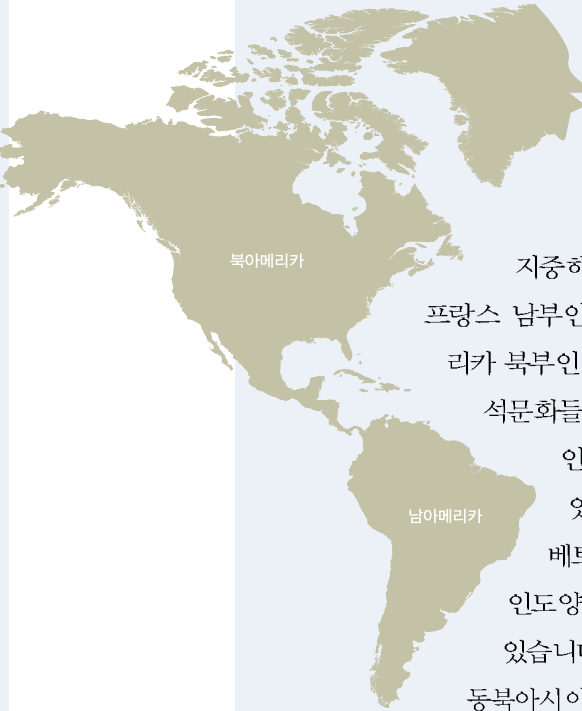 북아메리카
지중해
프랑스 남부인
리카 북부인
석문화들
인
있
베트
인도양
있습니다
동북아시아
남아메리카